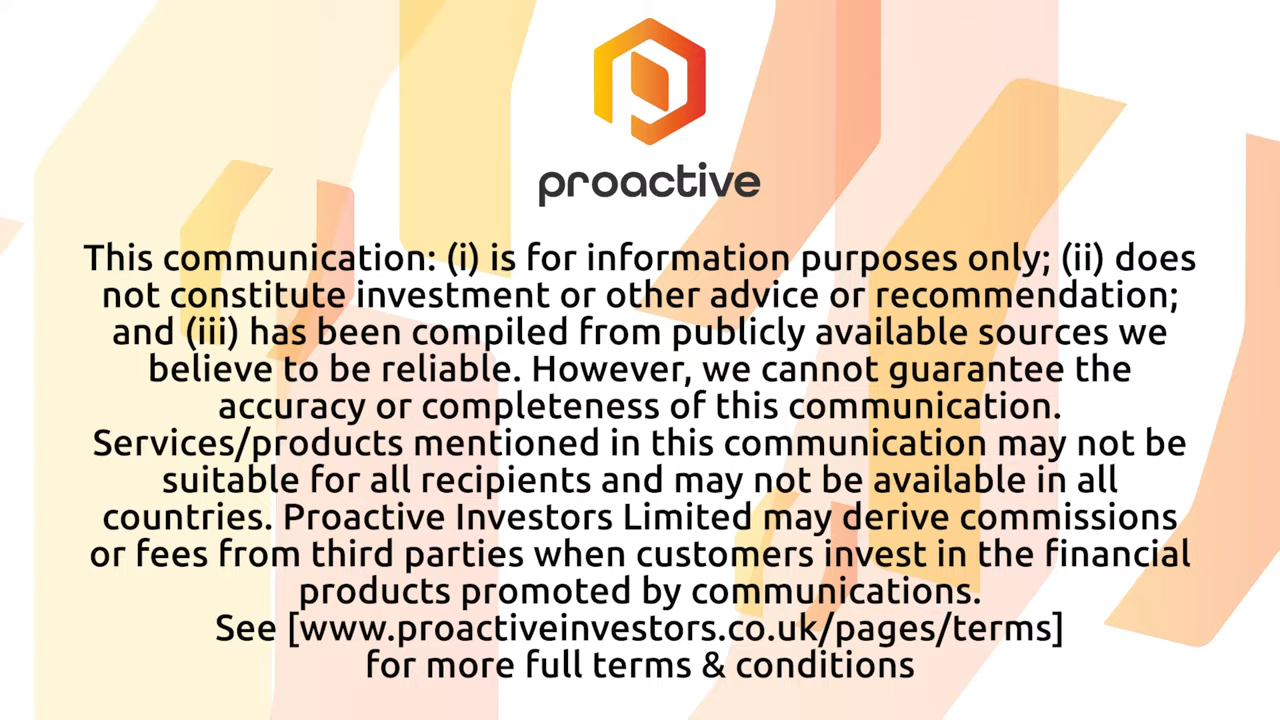 proactive
This communication: (i) is for information purposes only; (ii) does
not constitute investment or other advice or recommendation;
and (iii) has been compiled from publicly available sources we
believe to be reliable. However, we cannot guarantee the
accuracy or completeness of this communication.
Services/products mentioned in this communication may not be
suitable for all recipients and may not be available in all
countries. Proactive Investors Limited may derive commissions
or fees from third parties when customers invest in the financial
products promoted by communications.
See [www.proactiveinvestors.co.uk/pages/terms]
for more full terms & conditions